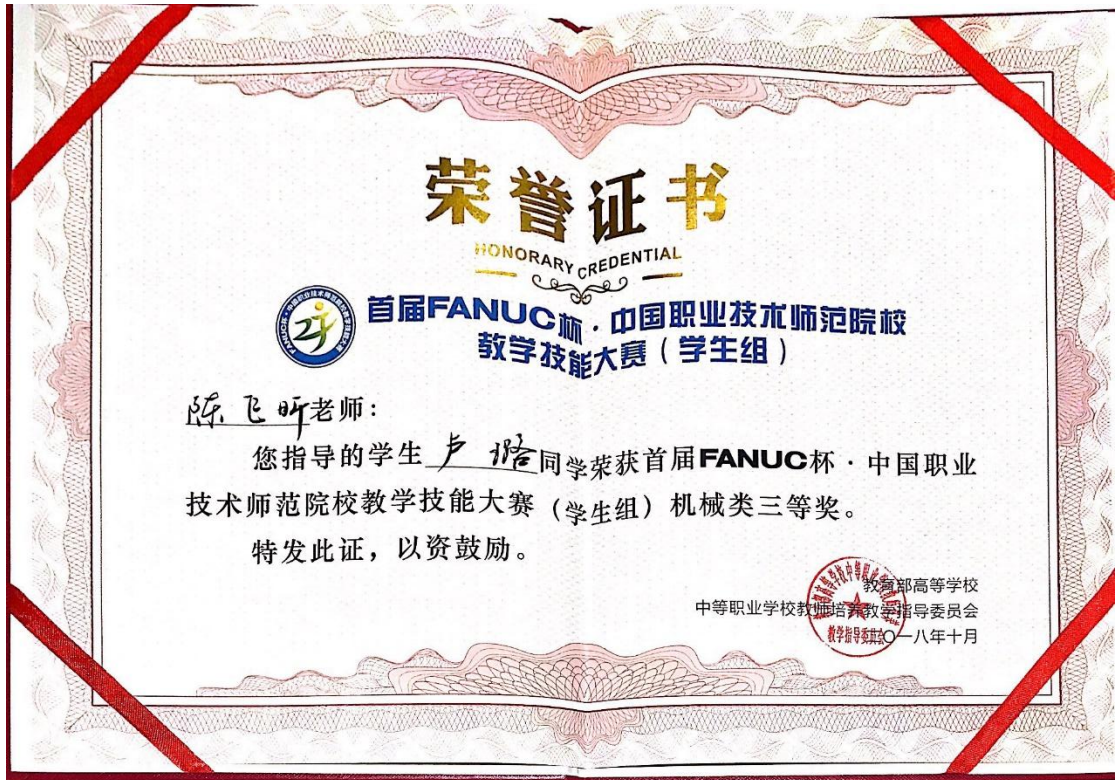 荣誉证书
HONORARY CREDENTIAL
首届FANUC杯·中国职业技术师范院校
教学技能大赛（学生组）
陈飞昕老师：
您指导的学生卢璐同学荣获首届FANUC杯·中国职业
技术师范院校教学技能大赛（学生组）机械类三等奖。
特发此证，以资鼓励。
教育部高等学校
中等职业学校教师培养教学指导委员会
二〇一八年十月